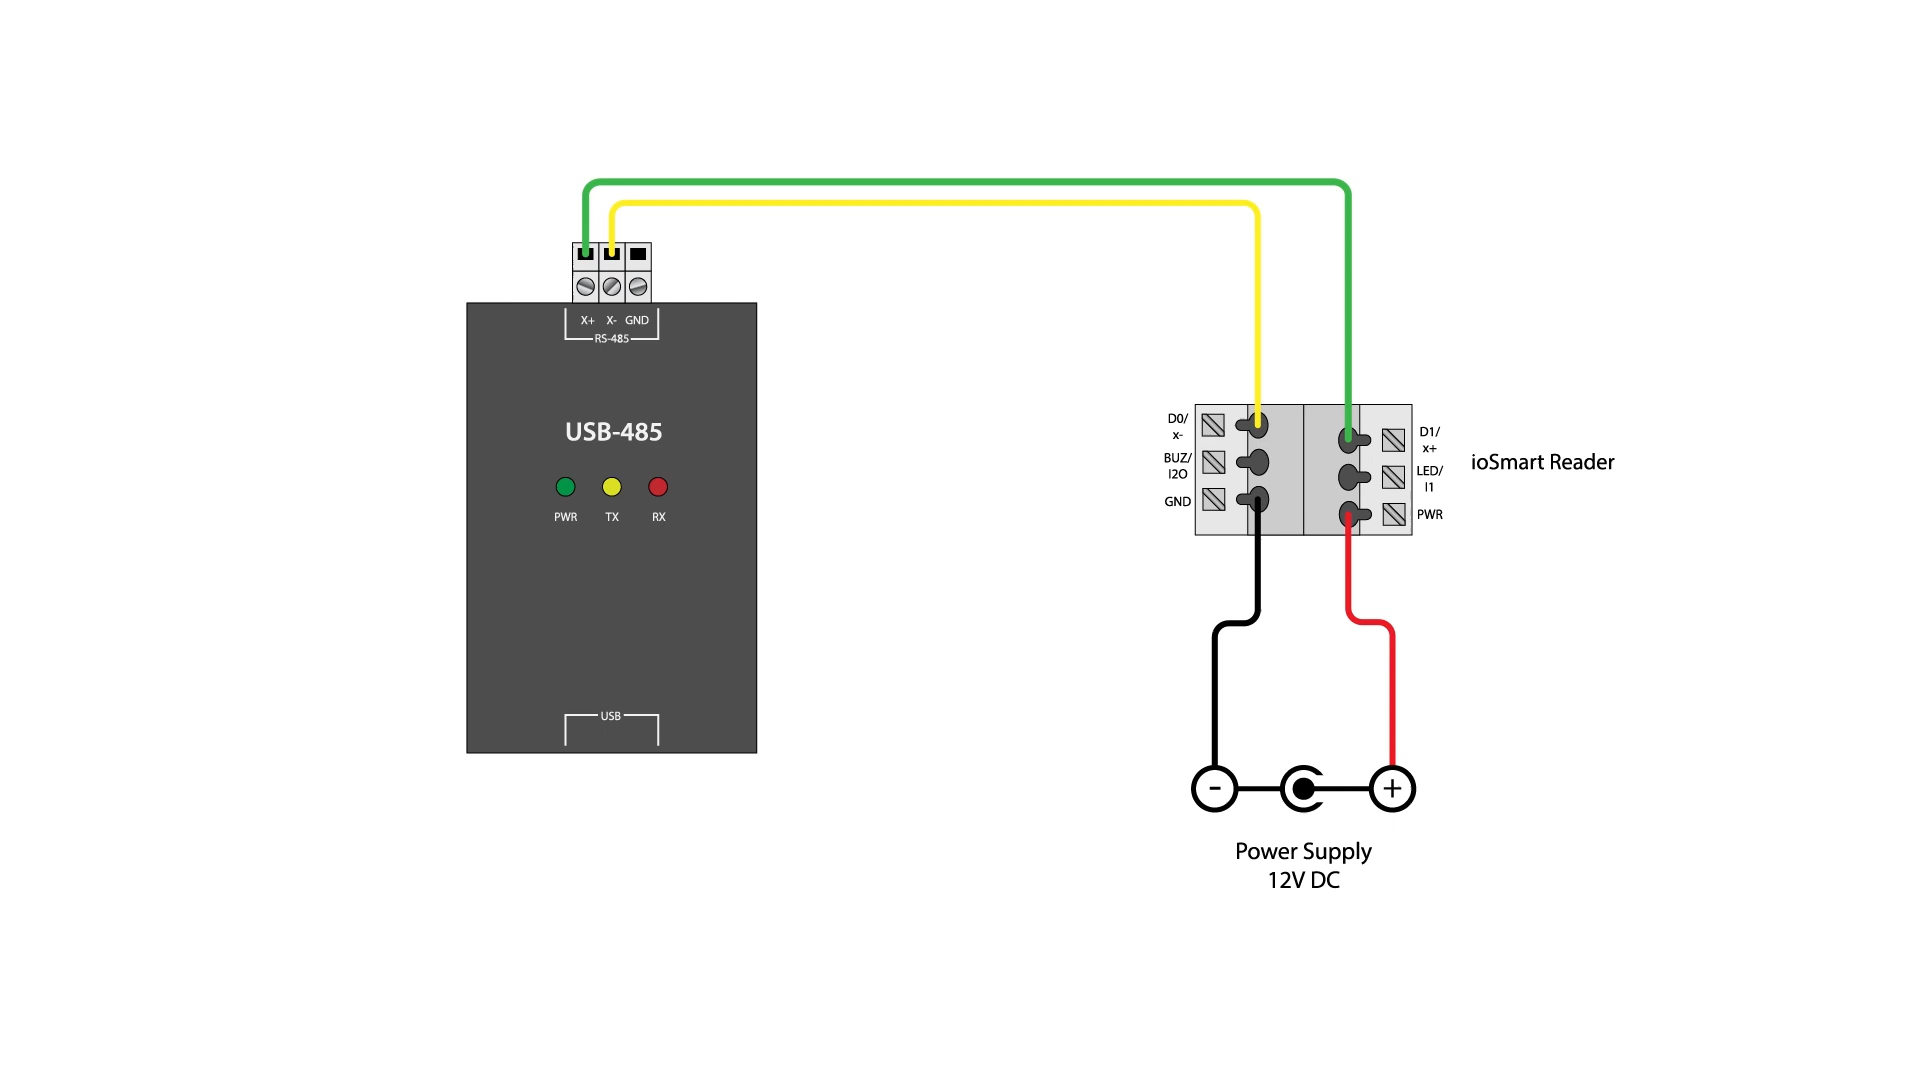 X+ X- GND
RS-485
USB-485
PWR TX RX
USB
D0/
x-
BUZ/
I2O
GND
D1/
x+
LED/
I1
PWR
ioSmart Reader
- +
Power Supply
12V DC